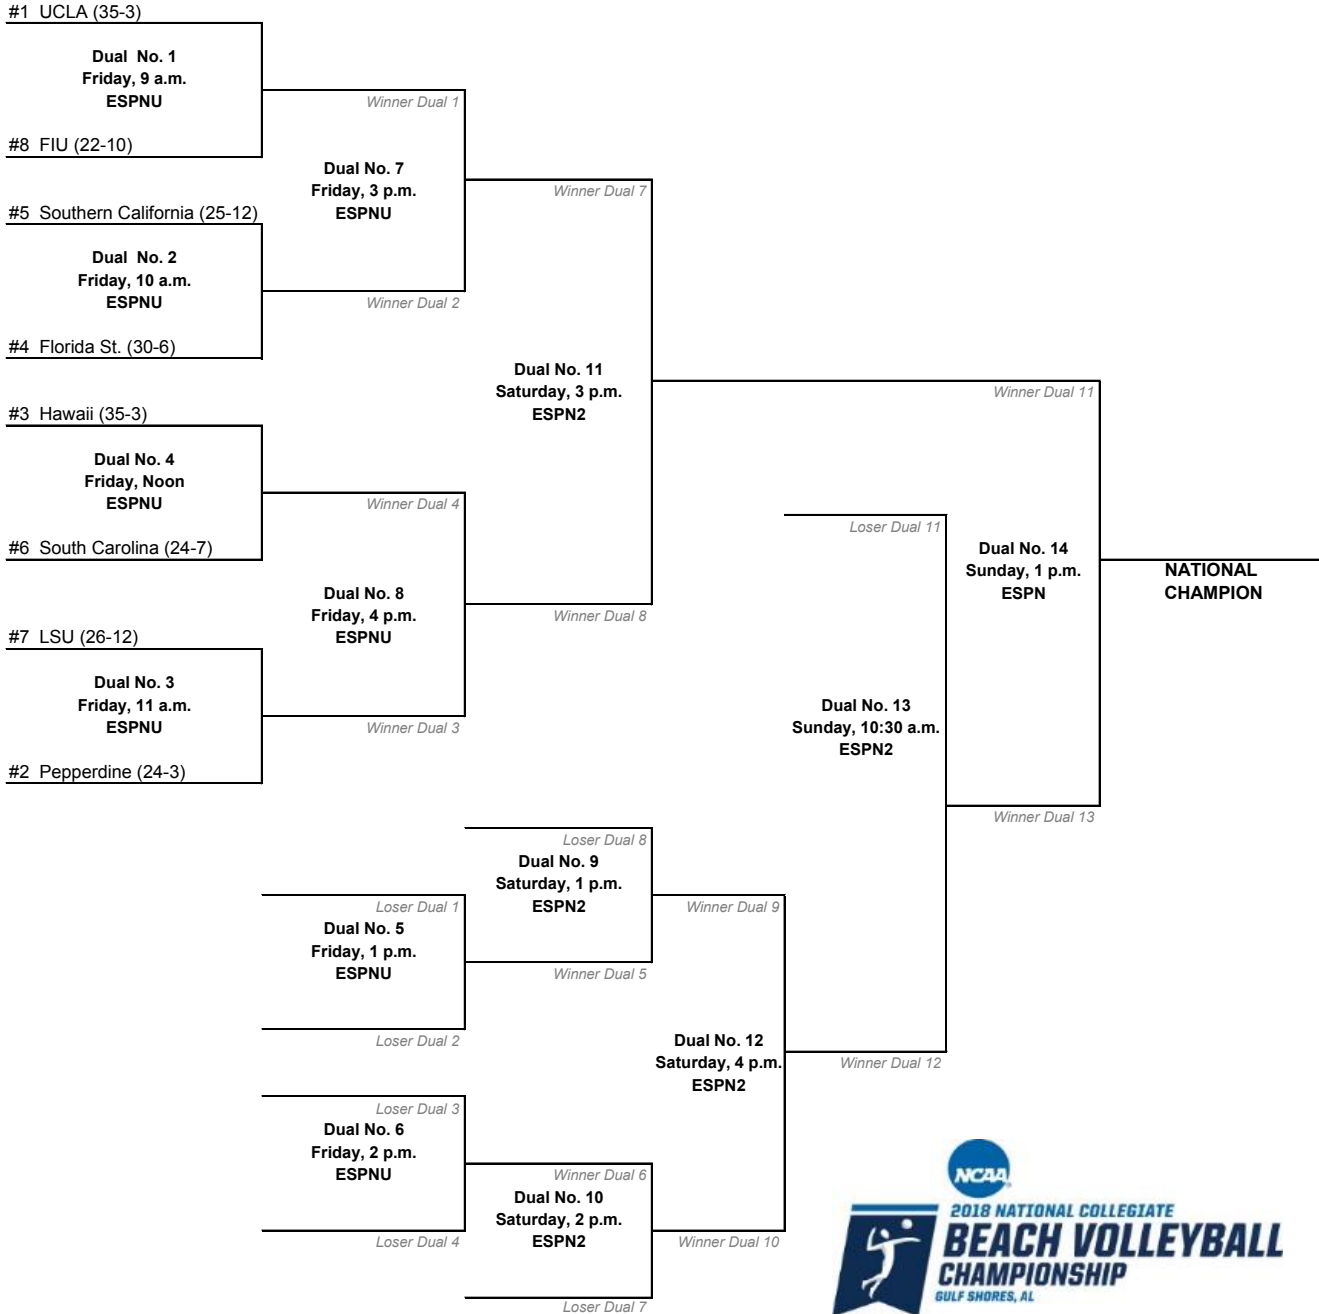 #1 UCLA (35-3)
Dual No. 1
Friday, 9 a.m.
ESPNU
#8 FIU (22-10)
Winner Dual 1
Dual No. 7
Friday, 3 p.m.
ESPNU
Winner Dual 2
#5 Southern California (25-12)
Dual No. 2
Friday, 10 a.m.
ESPNU
#4 Florida St. (30-6)
Winner Dual 7
Dual No. 11
Saturday, 3 p.m.
ESPN2
Winner Dual 8
#3 Hawaii (35-3)
Dual No. 4
Friday, Noon
ESPNU
#6 South Carolina (24-7)
Winner Dual 4
Dual No. 8
Friday, 4 p.m.
ESPNU
Winner Dual 3
#7 LSU (26-12)
Dual No. 3
Friday, 11 a.m.
ESPNU
#2 Pepperdine (24-3)
Winner Dual 11
Dual No. 14
Sunday, 1 p.m.
ESPN
Winner Dual 13
NATIONAL
CHAMPION
Loser Dual 11
Dual No. 13
Sunday, 10:30 a.m.
ESPN2
Winner Dual 12
Loser Dual 8
Dual No. 9
Saturday, 1 p.m.
ESPN2
Winner Dual 5
Loser Dual 1
Dual No. 5
Friday, 1 p.m.
ESPNU
Loser Dual 2
Winner Dual 9
Dual No. 12
Saturday, 4 p.m.
ESPN2
Winner Dual 10
Loser Dual 3
Dual No. 6
Friday, 2 p.m.
ESPNU
Loser Dual 4
Winner Dual 6
Dual No. 10
Saturday, 2 p.m.
ESPN2
Loser Dual 7
NCAA
2018 NATIONAL COLLEGIATE
BEACH VOLLEYBALL
CHAMPIONSHIP
GULF SHORES, AL